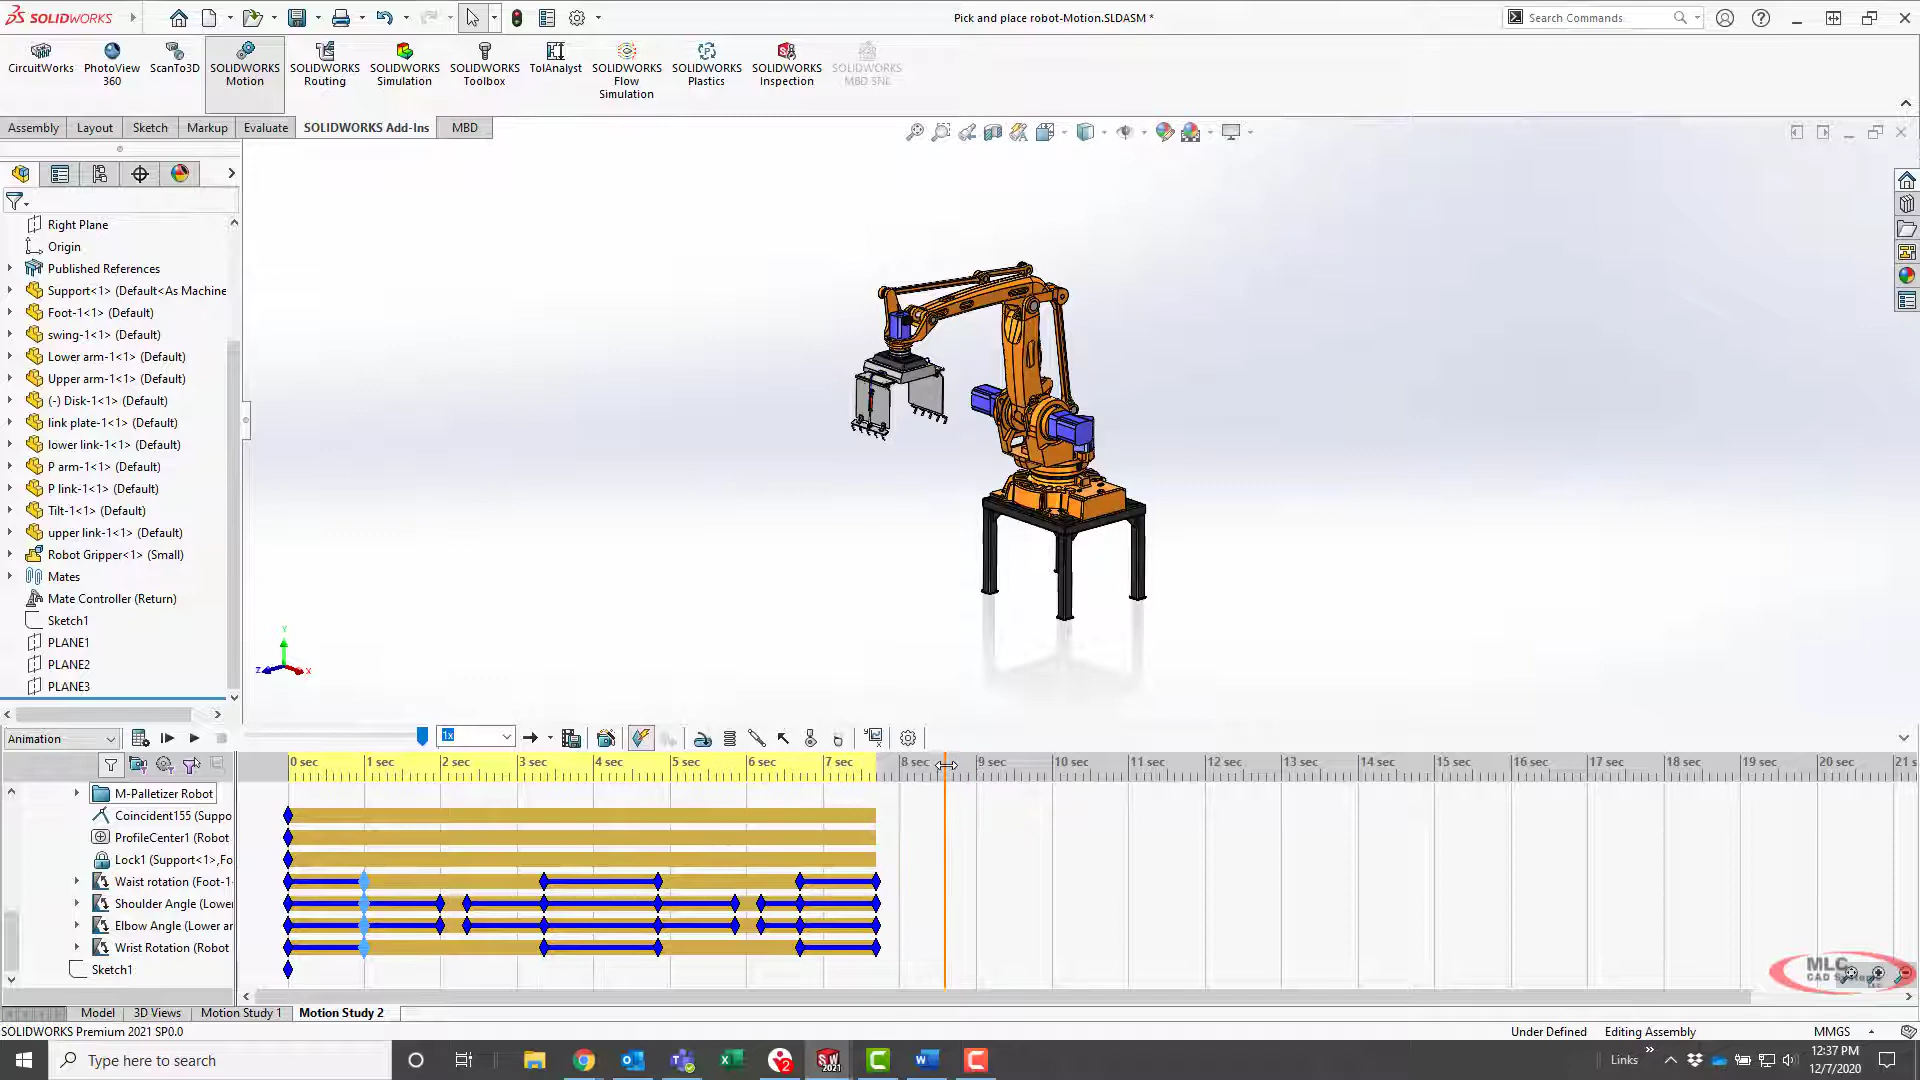 SOLIDWORKS
Pick and place robot-Motion.SLDASM *
Search Commands
CircuitWorks
PhotoView 360
ScanTo3D
SOLIDWORKS Motion
SOLIDWORKS Routing
SOLIDWORKS Simulation
SOLIDWORKS Toolbox
TolAnalyst
SOLIDWORKS Flow Simulation
SOLIDWORKS Plastics
SOLIDWORKS Inspection
SOLIDWORKS MBD SNL
Assembly
Layout
Sketch
Markup
Evaluate
SOLIDWORKS Add-Ins
MBD
Right Plane
Origin
Published References
Support<1> (Default<As Machine
Foot-1<1> (Default)
swing-1<1> (Default)
Lower arm-1<1> (Default)
Upper arm-1<1> (Default)
(-) Disk-1<1> (Default)
link plate-1<1> (Default)
lower link-1<1> (Default)
P arm-1<1> (Default)
P link-1<1> (Default)
Tilt-1<1> (Default)
upper link-1<1> (Default)
Robot Gripper<1> (Small)
Mates
Mate Controller (Return)
Sketch1
PLANE1
PLANE2
PLANE3
Y
Z
X
Animation
1x
0 sec
1 sec
2 sec
3 sec
4 sec
5 sec
6 sec
7 sec
8 sec
9 sec
10 sec
11 sec
12 sec
13 sec
14 sec
15 sec
16 sec
17 sec
18 sec
19 sec
20 sec
21 s
M-Palletizer Robot
Coincident155 (Suppo
ProfileCenter1 (Robot
Lock1 (Support<1>,Fo
Waist rotation (Foot-1
Shoulder Angle (Lowe
Elbow Angle (Lower ar
Wrist Rotation (Robot
Sketch1
MLC
CAD Systems
Model
3D Views
Motion Study 1
Motion Study 2
SOLIDWORKS Premium 2021 SP0.0
Under Defined
Editing Assembly
MMGS
Type here to search
2
SW
2021
Links
12:37 PM
12/7/2020